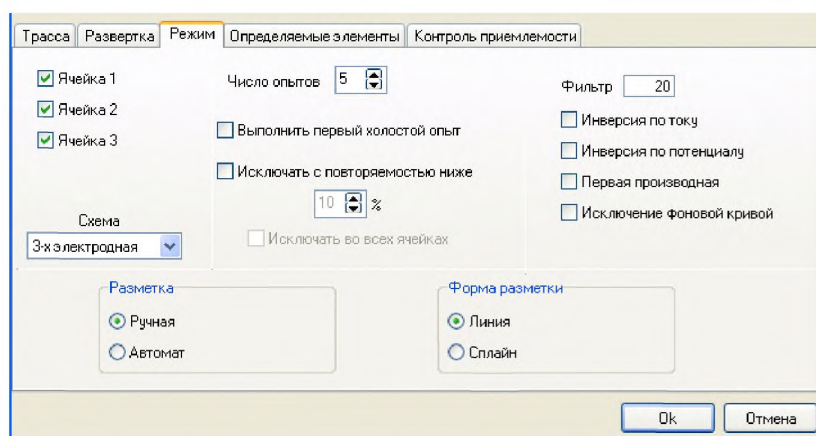 Трасса Развертка Режим Определяемые элементы Контроль приемлемости
Ячейка 1
Ячейка 2
Ячейка 3
Схема
3-х электродная
Число опытов 5
Выполнить первый холостой опыт
Исключать с повторяемостью ниже
10 %
Исключать во всех ячейках
Фильтр 20
Инверсия по току
Инверсия по потенциалу
Первая производная
Исключение фоновой кривой
Разметка
Ручная
Автомат
Форма разметки
Линия
Сплайн
Ok Отмена